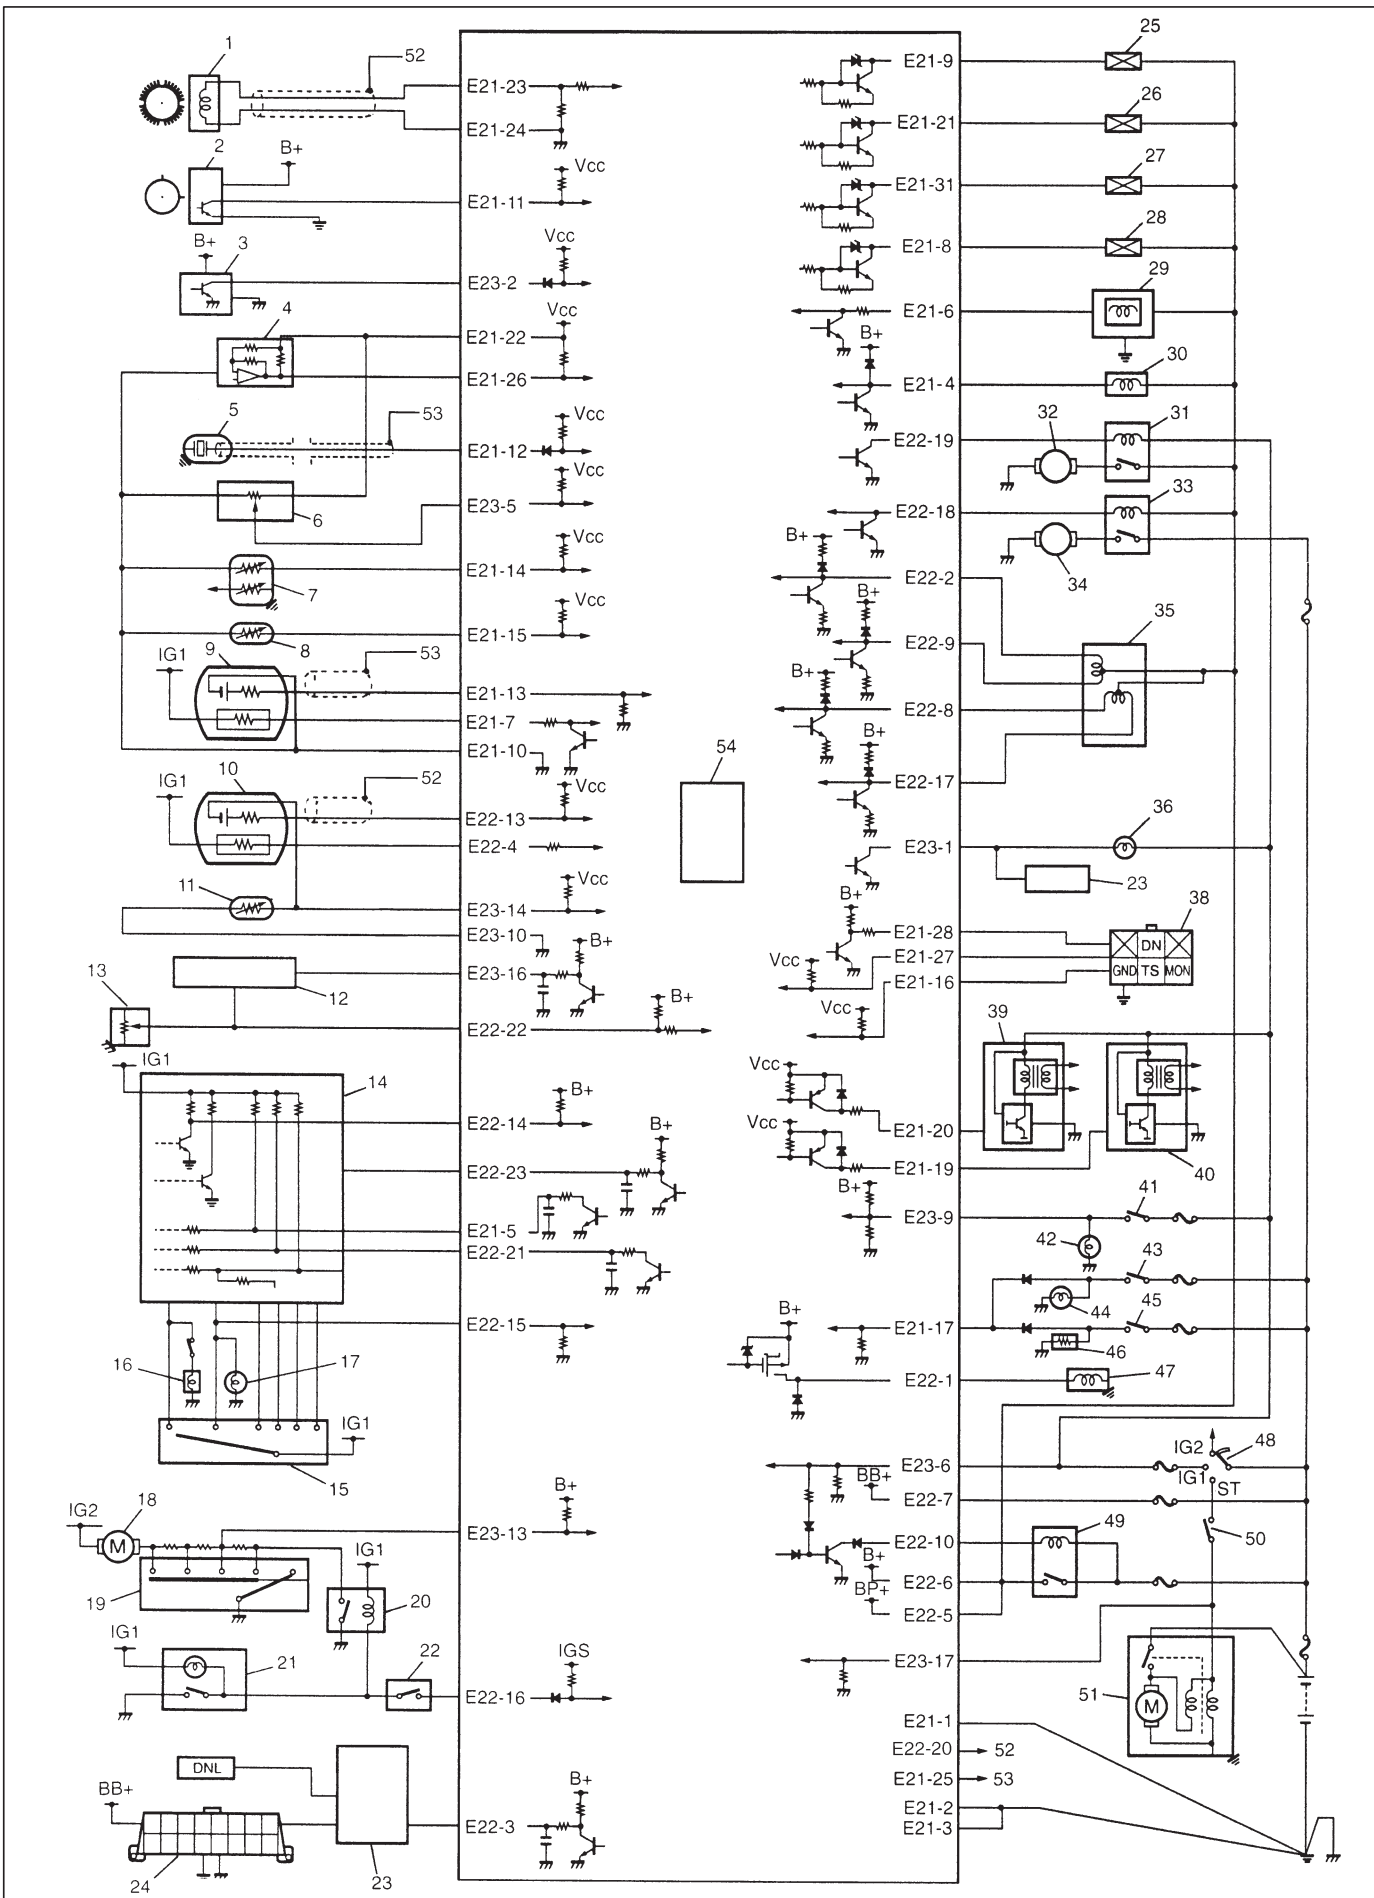 1
52
E21-23
E21-24
2
B+
Vcc
E21-11
B+
3
Vcc
E23-2
4
Vcc
E21-22
E21-26
5
53
Vcc
E21-12
Vcc
E23-5
6
Vcc
E21-14
7
Vcc
E21-15
8
IG1
9
53
E21-13
E21-7
E21-10
IG1
10
52
Vcc
E22-13
E22-4
11
Vcc
E23-14
E23-10
B+
E23-16
12
13
B+
E22-22
IG1
14
B+
E22-14
B+
E22-23
E21-5
E22-21
E22-15
16
17
IG1
15
IG2
18
M
B+
E23-13
19
IG1
20
IG1
21
22
IGS
E22-16
DNL
BB+
B+
E22-3
24
23
54
E21-9
25
E21-21
26
E21-31
27
E21-8
28
E21-6
29
B+
E21-4
30
E22-19
32
31
E22-18
33
34
B+
E22-2
B+
E22-9
35
B+
E22-8
B+
E22-17
E23-1
36
23
B+
E21-28
E21-27
Vcc
E21-16
Vcc
38
DN
GND
TS
MON
Vcc
39
E21-20
Vcc
E21-19
40
B+
E23-9
41
42
43
44
E21-17
45
46
B+
E22-1
47
E23-6
IG2
48
IG1
ST
BB+
E22-7
50
E22-10
49
B+
E22-6
BP+
E22-5
E23-17
51
M
E21-1
E22-20
52
E21-25
53
E21-2
E21-3